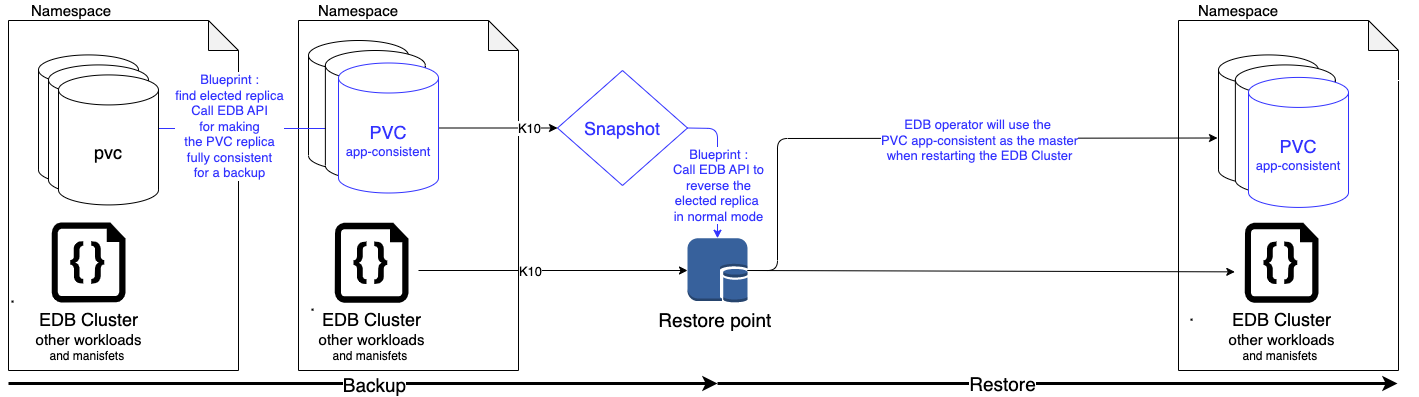 Namespace
pvc
{}
EDB Cluster
other workloads
and manisfets
Blueprint :
find elected replica
Call EDB API
for making
the PVC replica
fully consistent
for a backup
Namespace
PVC
app-consistent
{}
EDB Cluster
other workloads
and manisfets
K10
Snapshot
Blueprint :
Call EDB API to
reverse the
elected replica
in normal mode
K10
Restore point
EDB operator will use the
PVC app-consistent as the master
when restarting the EDB Cluster
Namespace
PVC
app-consistent
{}
EDB Cluster
other workloads
and manisfets
Backup
Restore